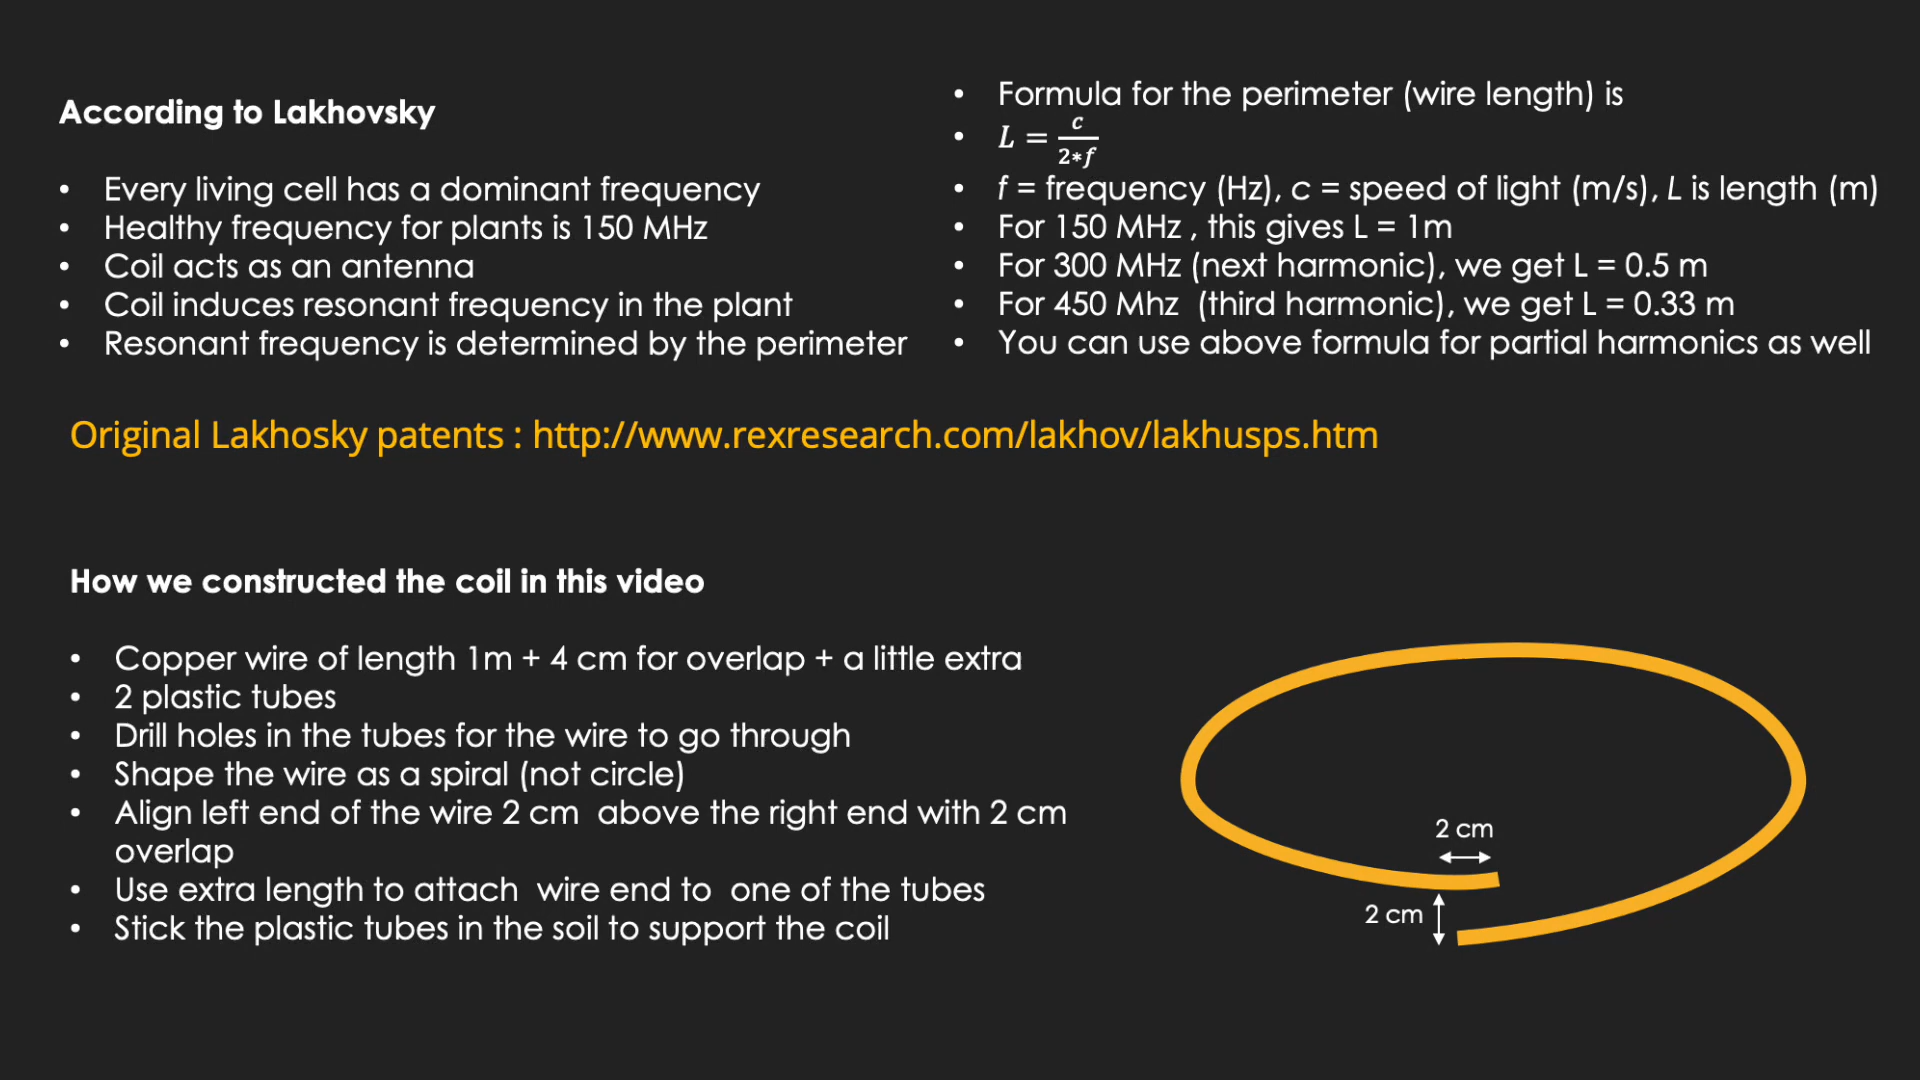 According to Lakhovsky
• Every living cell has a dominant frequency
• Healthy frequency for plants is 150 MHz
• Coil acts as an antenna
• Coil induces resonant frequency in the plant
• Resonant frequency is determined by the perimeter
• Formula for the perimeter (wire length) is
• L = c / 2*f
• f = frequency (Hz), c = speed of light (m/s), L is length (m)
• For 150 MHz , this gives L = 1m
• For 300 MHz (next harmonic), we get L = 0.5 m
• For 450 Mhz  (third harmonic), we get L = 0.33 m
• You can use above formula for partial harmonics as well
Original Lakhosky patents : http://www.rexresearch.com/lakhov/lakhusps.htm
How we constructed the coil in this video
• Copper wire of length 1m + 4 cm for overlap + a little extra
• 2 plastic tubes
• Drill holes in the tubes for the wire to go through
• Shape the wire as a spiral (not circle)
• Align left end of the wire 2 cm  above the right end with 2 cm
overlap
• Use extra length to attach  wire end to  one of the tubes
• Stick the plastic tubes in the soil to support the coil
2 cm
2 cm